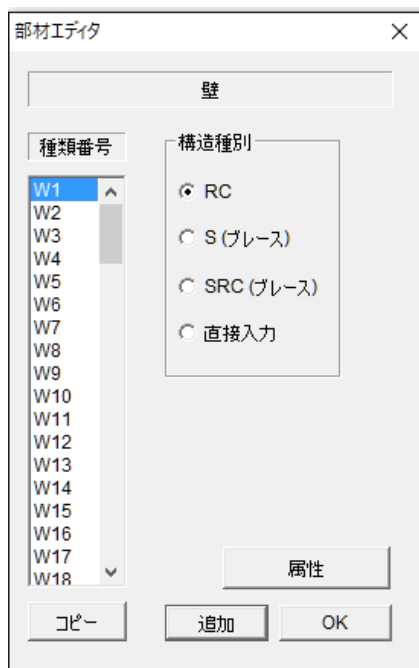 部材エディタ
壁
種類番号
W1
W2
W3
W4
W5
W6
W7
W8
W9
W10
W11
W12
W13
W14
W15
W16
W17
W18
構造種別
RC
S (ブレース)
SRC (ブレース)
直接入力
属性
コピー
追加
OK